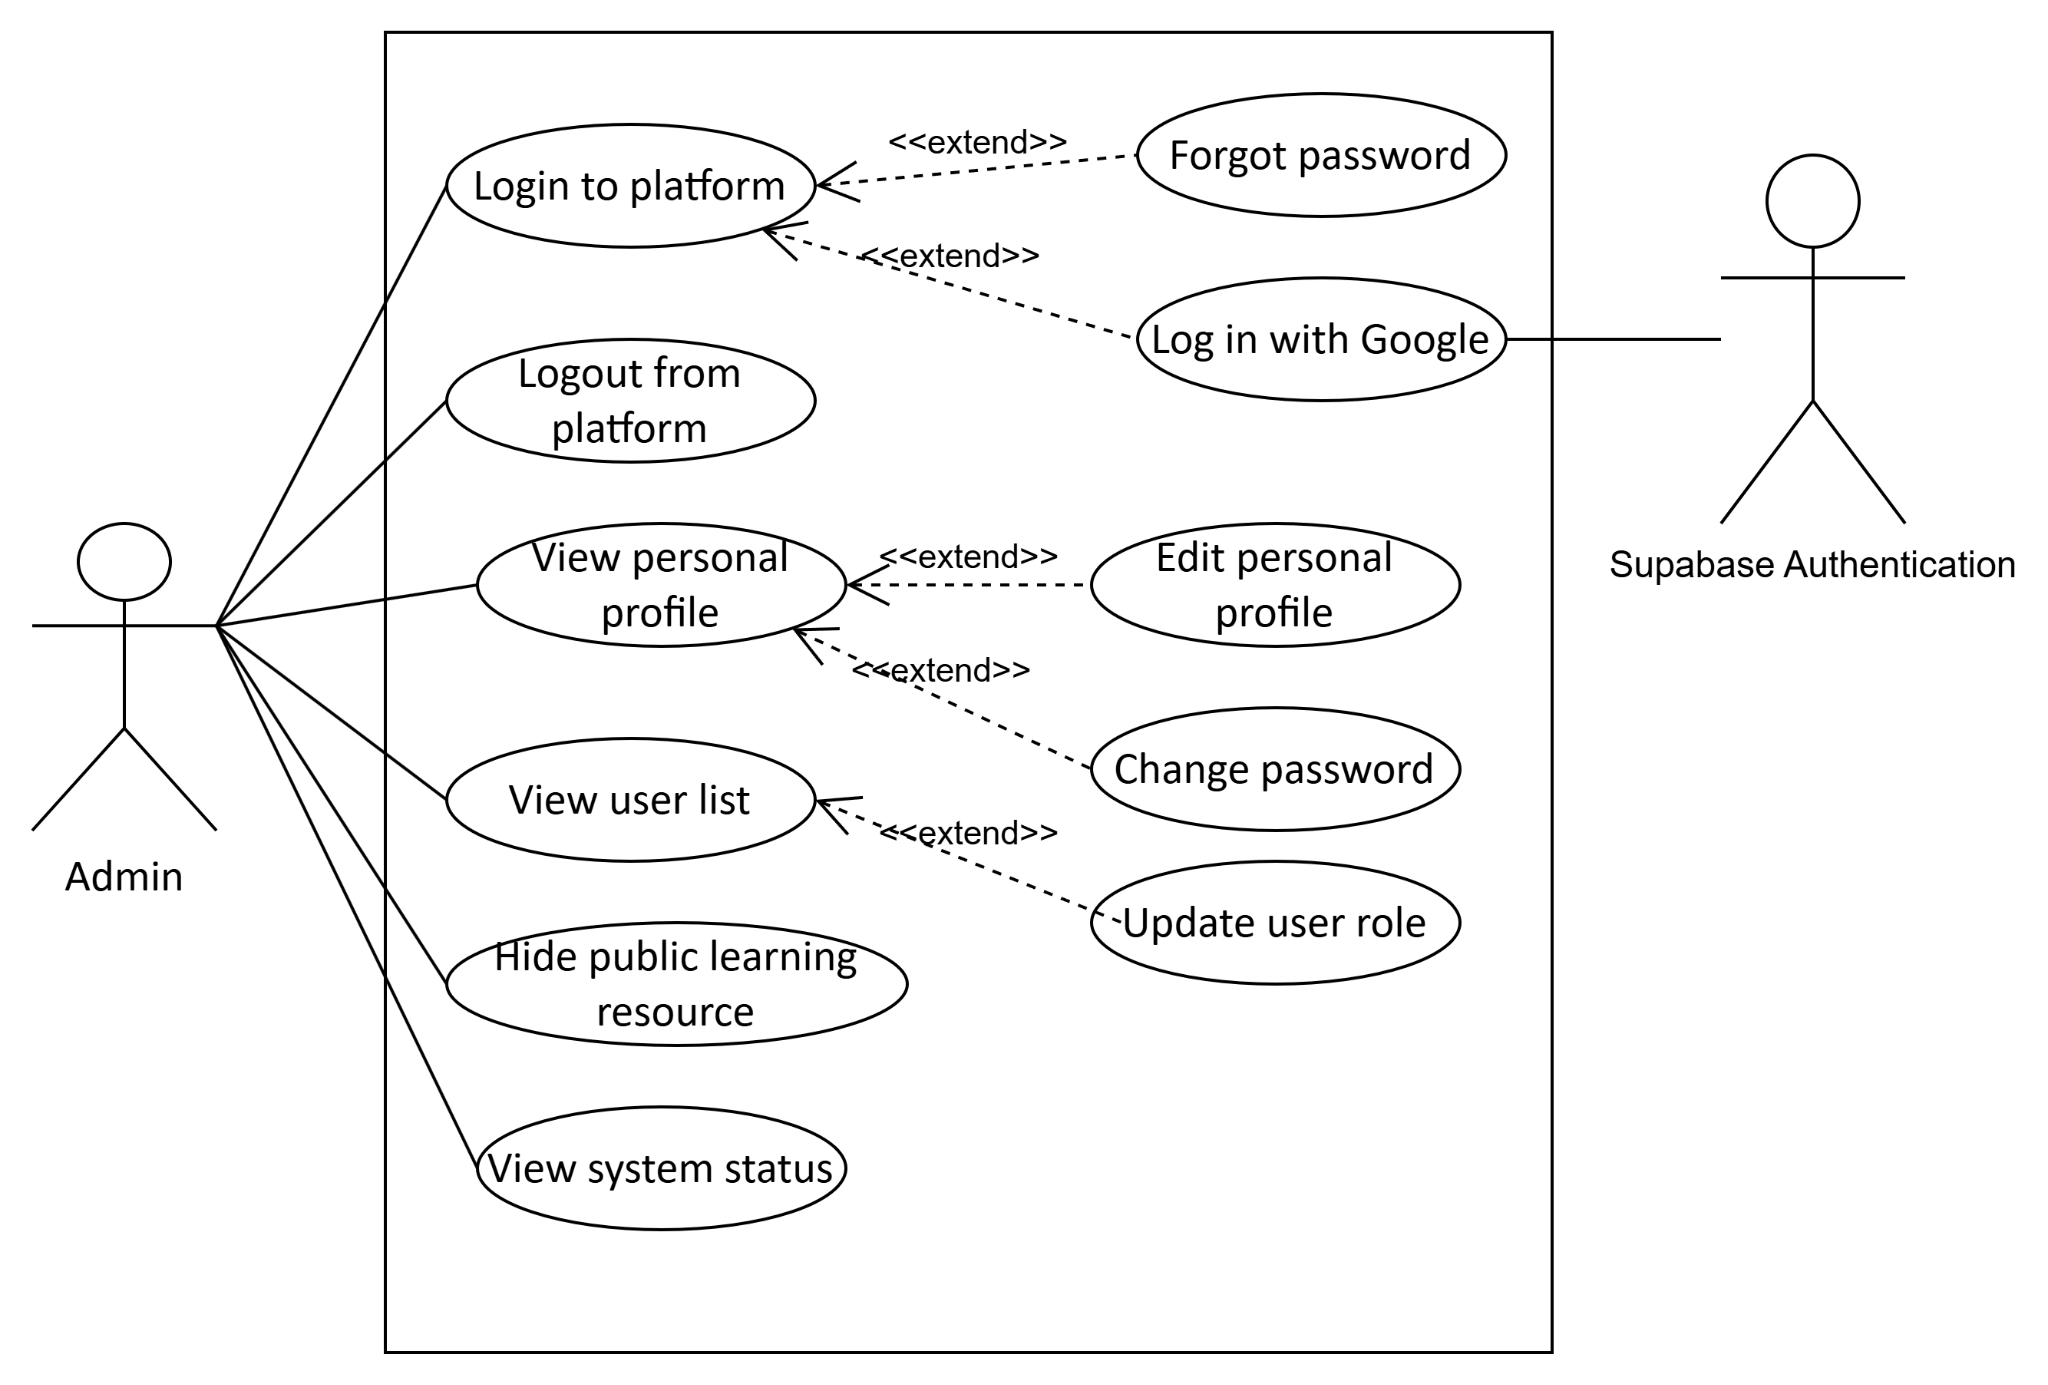 <<extend>>
Forgot password
Login to platform
<<extend>>
Log in with Google
Logout from
platform
View personal
profile
<<extend>>
Edit personal
profile
Supabase Authentication
<<extend>>
Change password
View user list
<<extend>>
Admin
Update user role
Hide public learning
resource
View system status